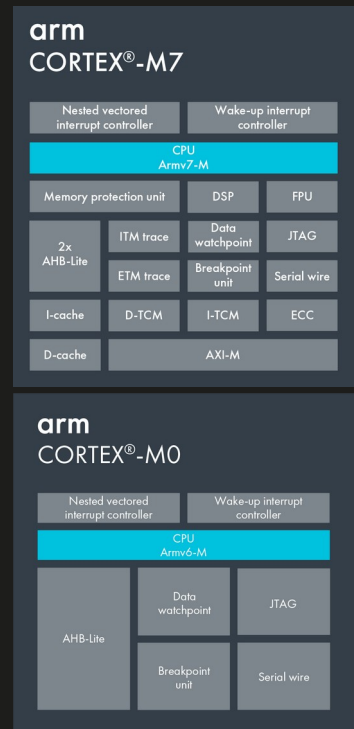 arm
CORTEX®-M7
Nested vectored
interrupt controller
Wake-up interrupt
controller
CPU
Armv7-M
Memory protection unit
DSP
FPU
2x
AHB-Lite
ITM trace
Data
watchpoint
JTAG
ETM trace
Breakpoint
unit
Serial wire
I-cache
D-TCM
I-TCM
ECC
D-cache
AXI-M
arm
CORTEX®-M0
Nested vectored
interrupt controller
Wake-up interrupt
controller
CPU
Armv6-M
AHB-Lite
Data
watchpoint
JTAG
Breakpoint
unit
Serial wire